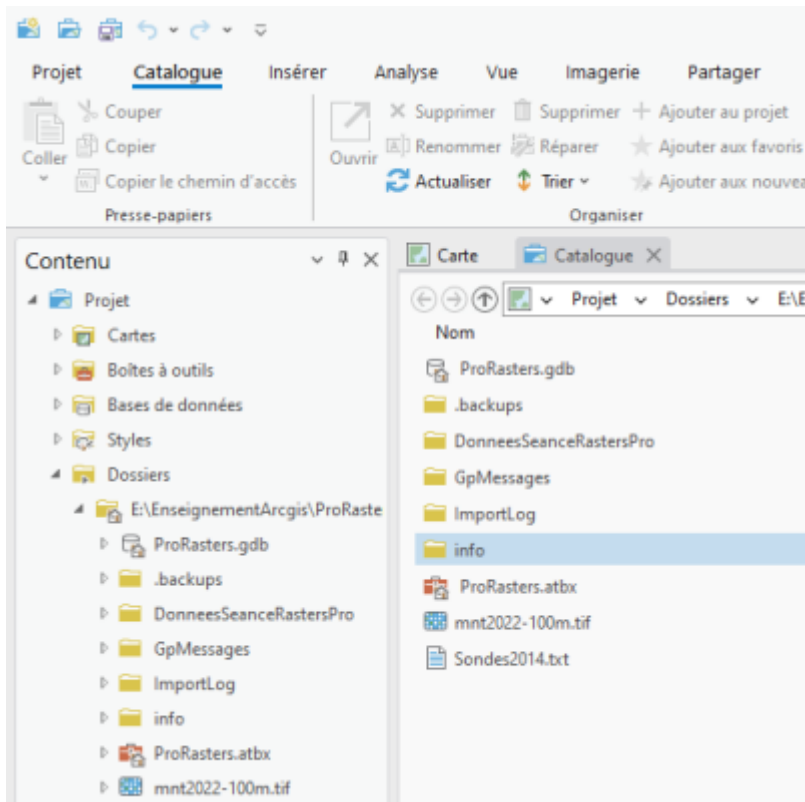 Projet Catalogue Insérer Analyse Vue Imagerie Partager
Coller
Couper
Copier
Copier le chemin d'accès
Presse-papiers
Ouvrir
Supprimer Supprimer Ajouter au projet
Renommer Réparer Ajouter aux favoris
Actualiser Trier Ajouter aux nouvea
Organiser
Contenu
Projet
Cartes
Boîtes à outils
Bases de données
Styles
Dossiers
E:\EnseignementArcgis\ProRaste
ProRasters.gdb
.backups
DonneesSeanceRastersPro
GpMessages
ImportLog
info
ProRasters.atbx
mnt2022-100m.tif
Carte Catalogue
Projet Dossiers E:\E
Nom
ProRasters.gdb
.backups
DonneesSeanceRastersPro
GpMessages
ImportLog
info
ProRasters.atbx
mnt2022-100m.tif
Sondes2014.txt